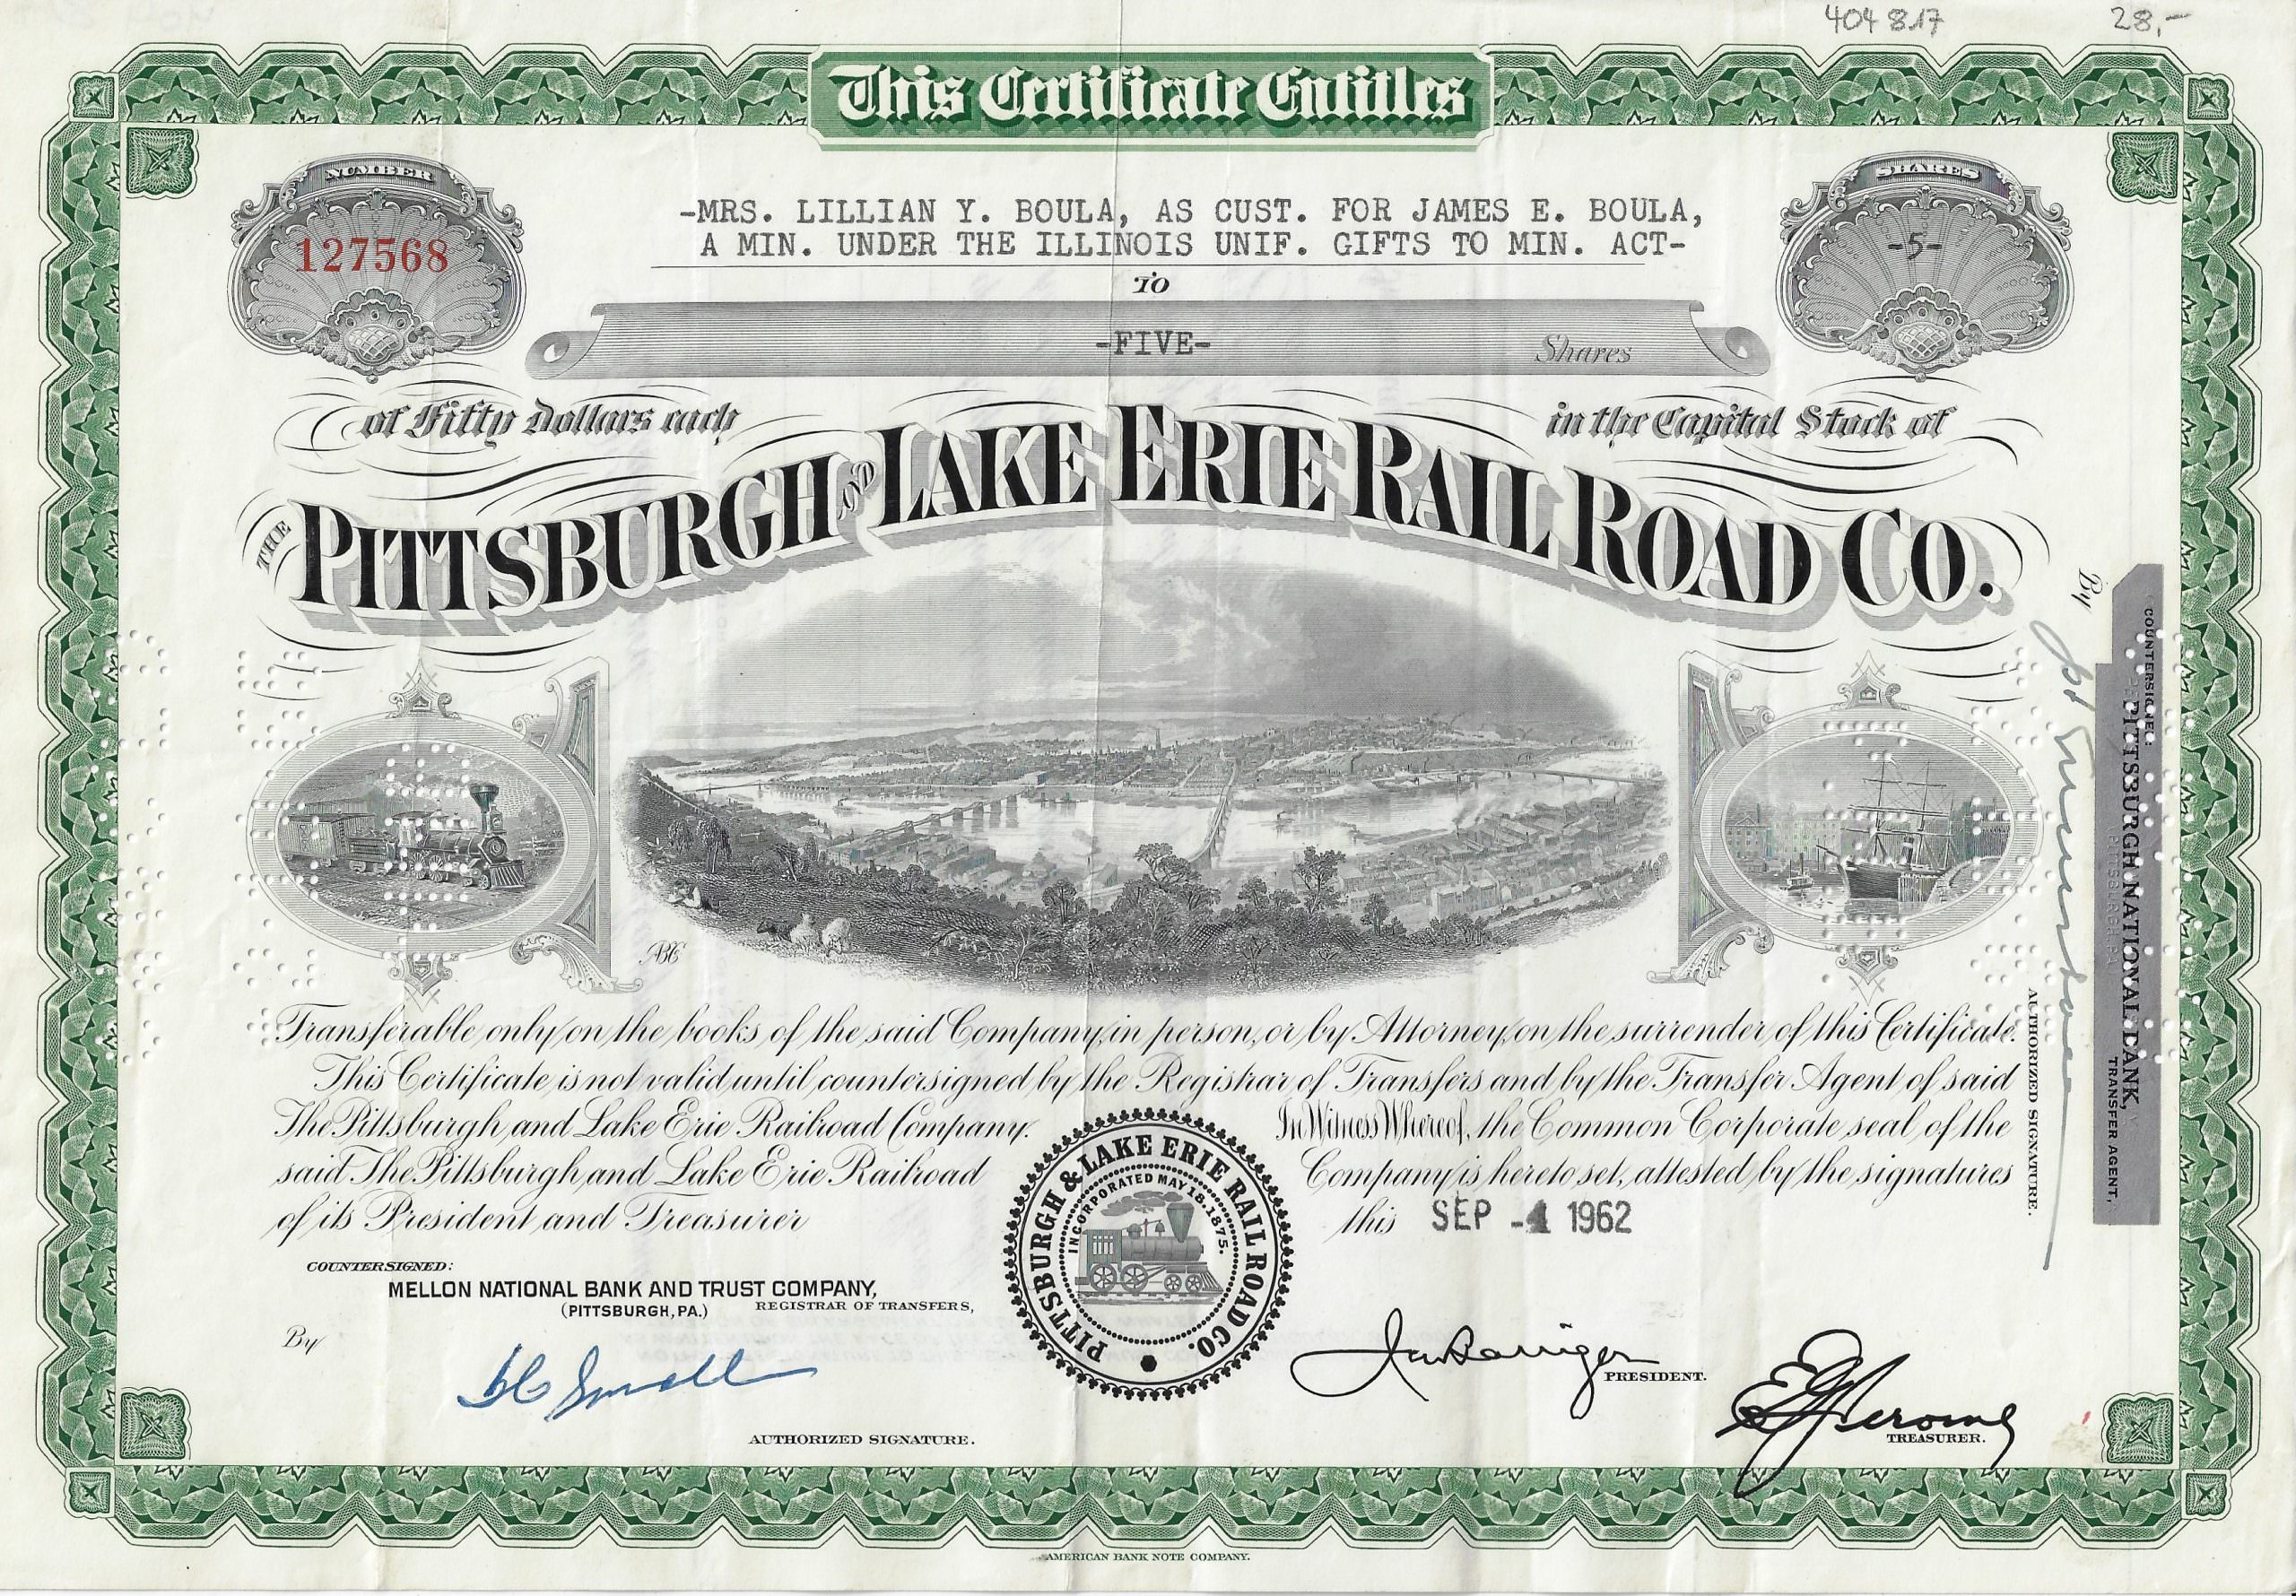 404817 28,-
This Certificate Entitles
NUMBER
127568
SHARES
-5-
-MRS. LILLIAN Y. BOULA, AS CUST. FOR JAMES E. BOULA,
A MIN. UNDER THE ILLINOIS UNIF. GIFTS TO MIN. ACT-
TO
-FIVE- Shares
of Fifty Dollars each in the Capital Stock of
THE PITTSBURGH AND LAKE ERIE RAIL ROAD CO.
Transferable only on the books of the said Company in person, or by Attorney on the surrender of this Certificate.
This Certificate is not valid until countersigned by the Registrar of Transfers and by the Transfer Agent of said
The Pittsburgh and Lake Erie Railroad Company. In Witness Whereof, the Common Corporate seal of the
said The Pittsburgh and Lake Erie Railroad Company is hereto set, attested by the signatures
of its President and Treasurer this SEP -4 1962
PITTSBURGH & LAKE ERIE RAIL ROAD CO.
INCORPORATED MAY 18, 1875.
COUNTERSIGNED:
MELLON NATIONAL BANK AND TRUST COMPANY,
(PITTSBURGH, PA.) REGISTRAR OF TRANSFERS,
By
Small
AUTHORIZED SIGNATURE.
PRESIDENT.
E Jerome
TREASURER.
COUNTERSIGNED:
PITTSBURGH NATIONAL BANK,
TRANSFER AGENT,
By
AUTHORIZED SIGNATURE.
AMERICAN BANK NOTE COMPANY.